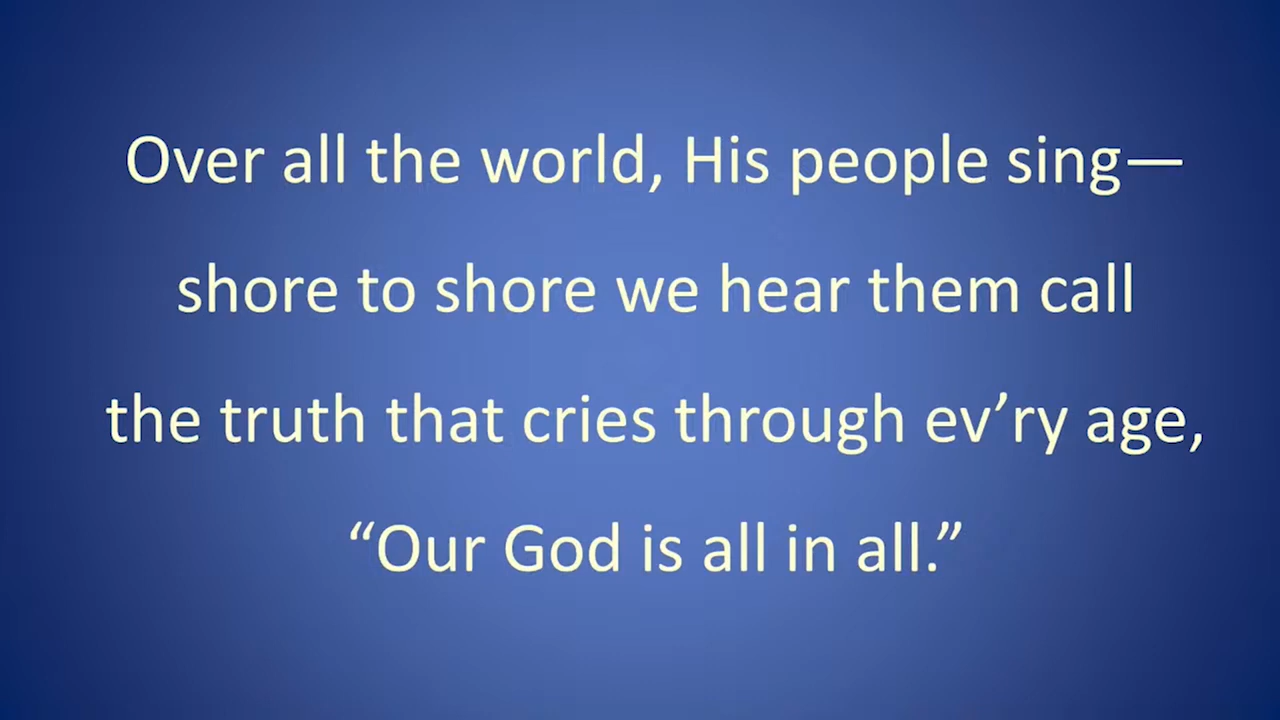 Over all the world, His people sing—
shore to shore we hear them call
the truth that cries through ev’ry age,
“Our God is all in all.”